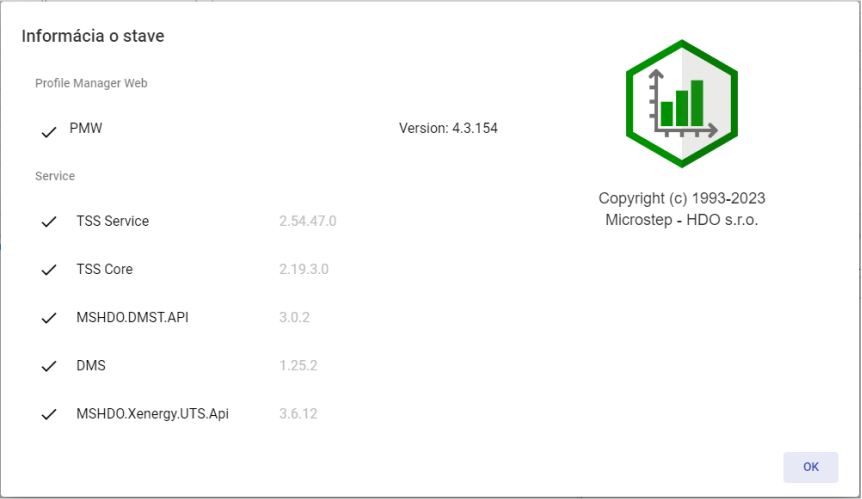 Informácia o stave
Profile Manager Web
PMW Version: 4.3.154
Service
TSS Service 2.54.47.0
TSS Core 2.19.3.0
MSHDO.DMST.API 3.0.2
DMS 1.25.2
MSHDO.Xenergy.UTS.Api 3.6.12
Copyright (c) 1993-2023
Microstep - HDO s.r.o.
OK